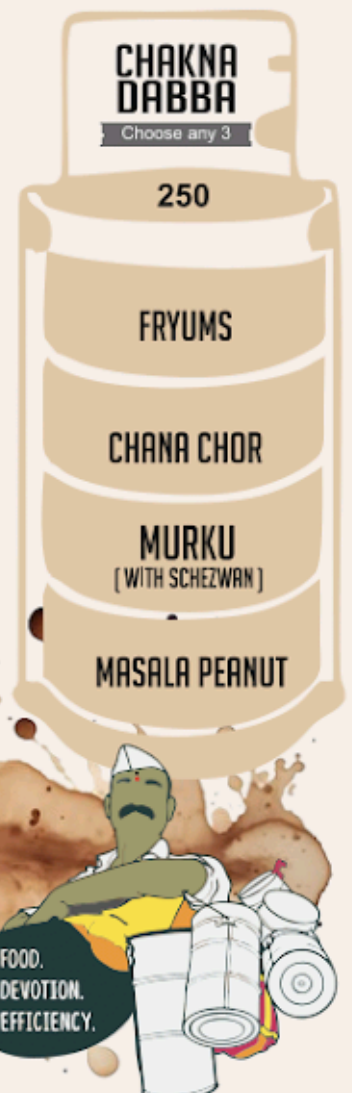 CHAKNA
DABBA
Choose any 3
250
FRYUMS
CHANA CHOR
MURKU
[ WITH SCHEZWAN ]
MASALA PEANUT
FOOD.
DEVOTION.
EFFICIENCY.